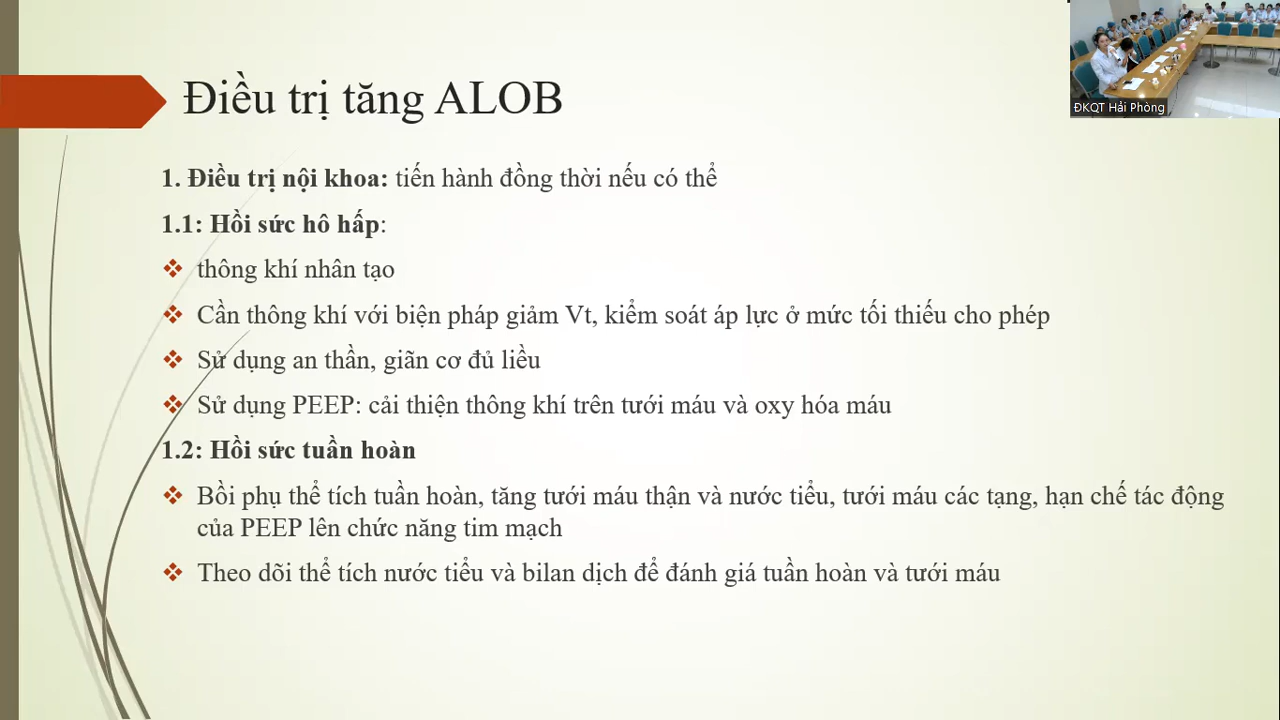 Điều trị tăng ALOB
ĐKQT Hải Phòng
1. Điều trị nội khoa: tiến hành đồng thời nếu có thể
1.1: Hồi sức hô hấp:
thông khí nhân tạo
Cần thông khí với biện pháp giảm Vt, kiểm soát áp lực ở mức tối thiếu cho phép
Sử dụng an thần, giãn cơ đủ liều
Sử dụng PEEP: cải thiện thông khí trên tưới máu và oxy hóa máu
1.2: Hồi sức tuần hoàn
Bồi phụ thể tích tuần hoàn, tăng tưới máu thận và nước tiểu, tưới máu các tạng, hạn chế tác động
của PEEP lên chức năng tim mạch
Theo dõi thể tích nước tiểu và bilan dịch để đánh giá tuần hoàn và tưới máu